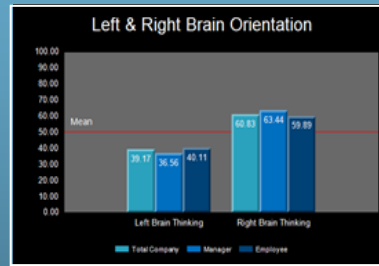 Left & Right Brain Orientation
100.00
90.00
80.00
70.00
60.00
50.00
40.00
30.00
20.00
10.00
0.00
Mean
39.17
36.56
40.11
60.83
63.44
59.89
Left Brain Thinking
Right Brain Thinking
Total Company
Manager
Employee